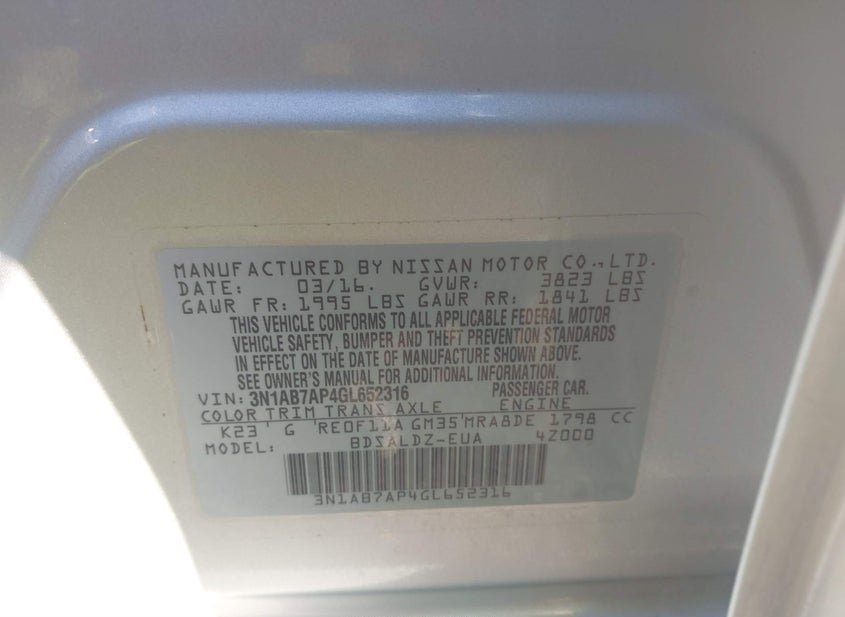 MANUFACTURED BY NISSAN MOTOR CO., LTD.
DATE: 03/16. GVWR: 3823 LBS
GAWR FR: 1995 LBS GAWR RR: 1841 LBS
THIS VEHICLE CONFORMS TO ALL APPLICABLE FEDERAL MOTOR
VEHICLE SAFETY, BUMPER AND THEFT PREVENTION STANDARDS
IN EFFECT ON THE DATE OF MANUFACTURE SHOWN ABOVE.
SEE OWNER'S MANUAL FOR ADDITIONAL INFORMATION.
VIN: 3N1AB7AP4GL652316 PASSENGER CAR.
COLOR TRIM TRANS AXLE ENGINE
K23 G RE0F11A GM35 MRA8DE 1798 CC
MODEL: BDSALDZ-EUA 4Z000
3N1AB7AP4GL652316